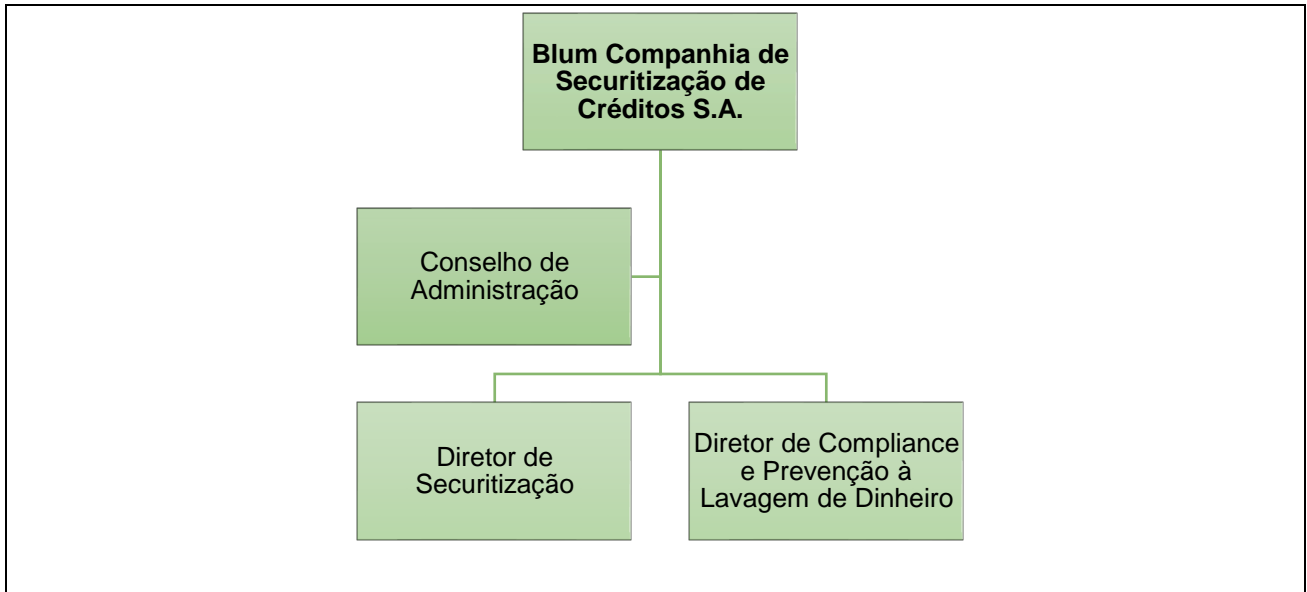 Blum Companhia de
Securitização de
Créditos S.A.
Conselho de
Administração
Diretor de
Securitização
Diretor de Compliance
e Prevenção à
Lavagem de Dinheiro